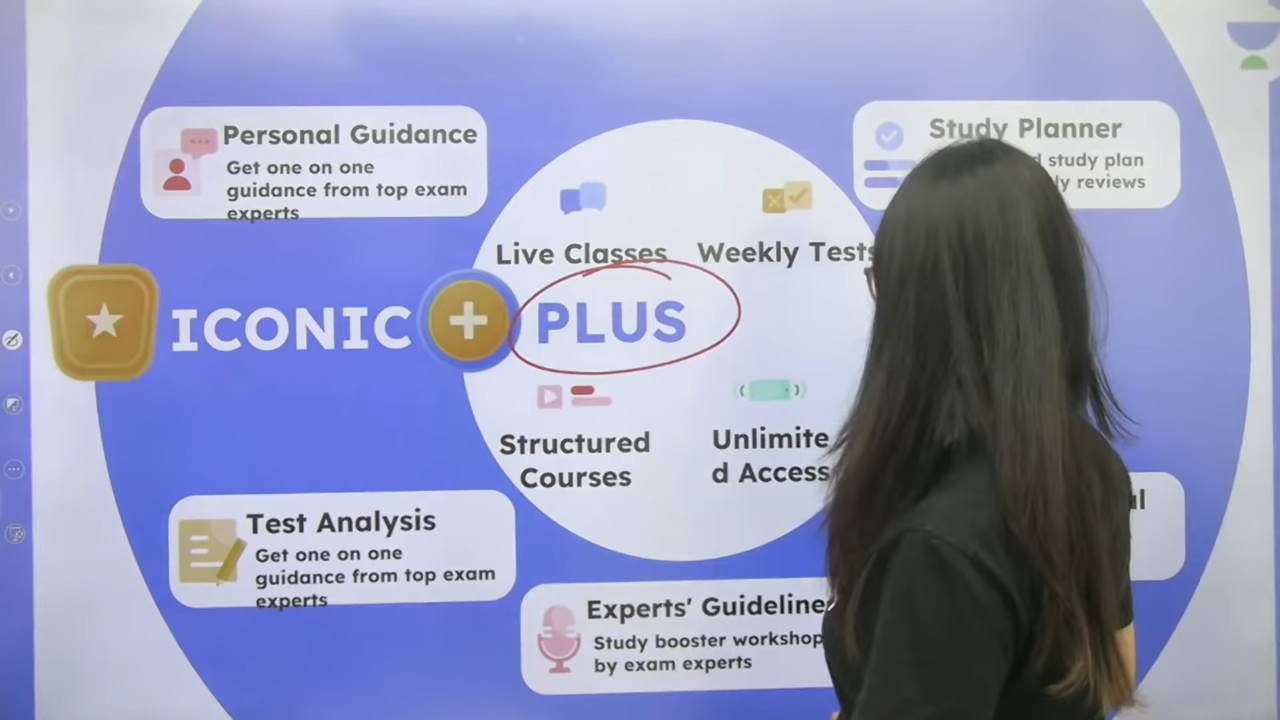 Personal Guidance
Get one on one
guidance from top exam
experts
Study Planner
study plan
reviews
Live Classes
Weekly Tests
ICONIC
PLUS
Structured
Courses
Unlimite
d Access
Test Analysis
Get one on one
guidance from top exam
experts
Experts' Guideline
Study booster workshop
by exam experts